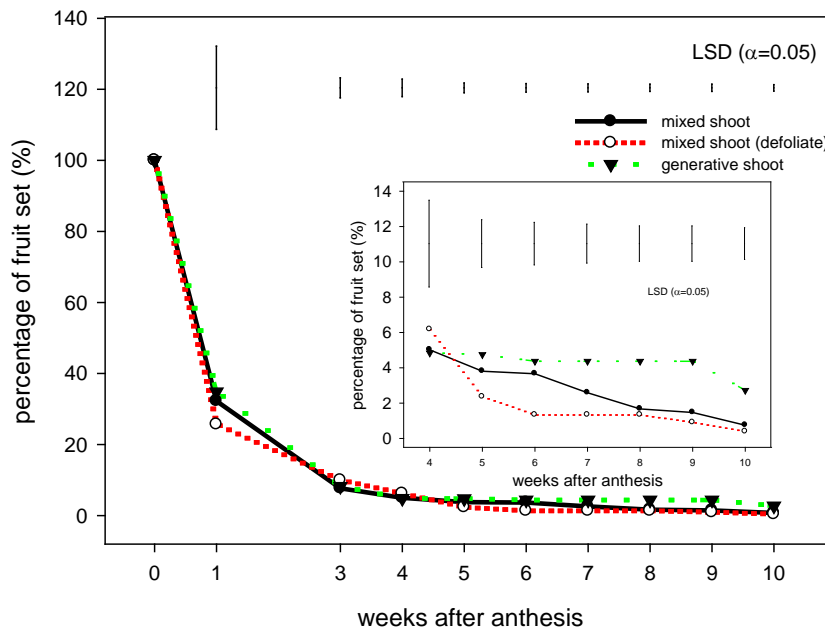 140
120
100
80
60
40
20
0
percentage of fruit set (%)
LSD (α=0.05)
mixed shoot
mixed shoot (defoliate)
generative shoot
14
12
10
8
6
4
2
0
percentage of fruit set (%)
LSD (α=0.05)
4 5 6 7 8 9 10
weeks after anthesis
0 1 3 4 5 6 7 8 9 10
weeks after anthesis